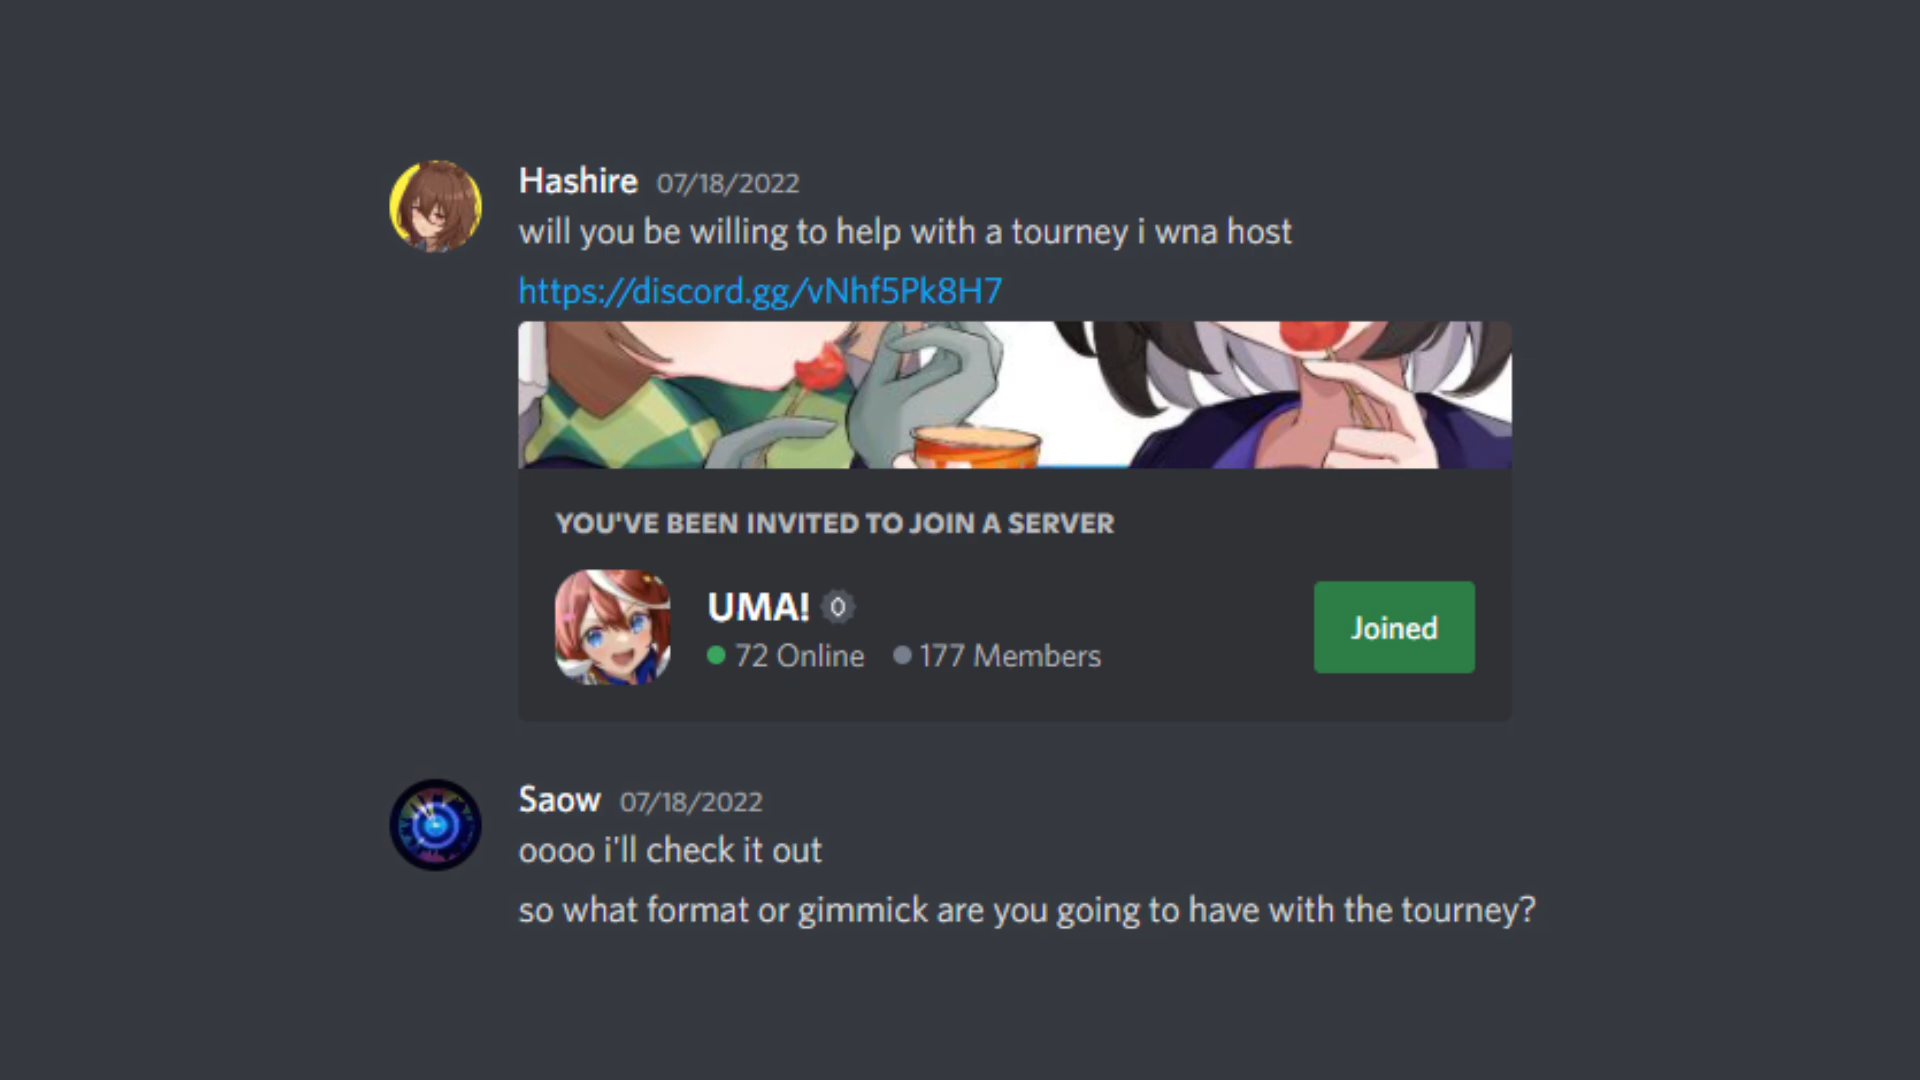 Hashire 07/18/2022
will you be willing to help with a tourney i wna host
https://discord.gg/vNhf5Pk8H7
YOU'VE BEEN INVITED TO JOIN A SERVER
UMA!
72 Online 177 Members
Joined
Saow 07/18/2022
oooo i'll check it out
so what format or gimmick are you going to have with the tourney?